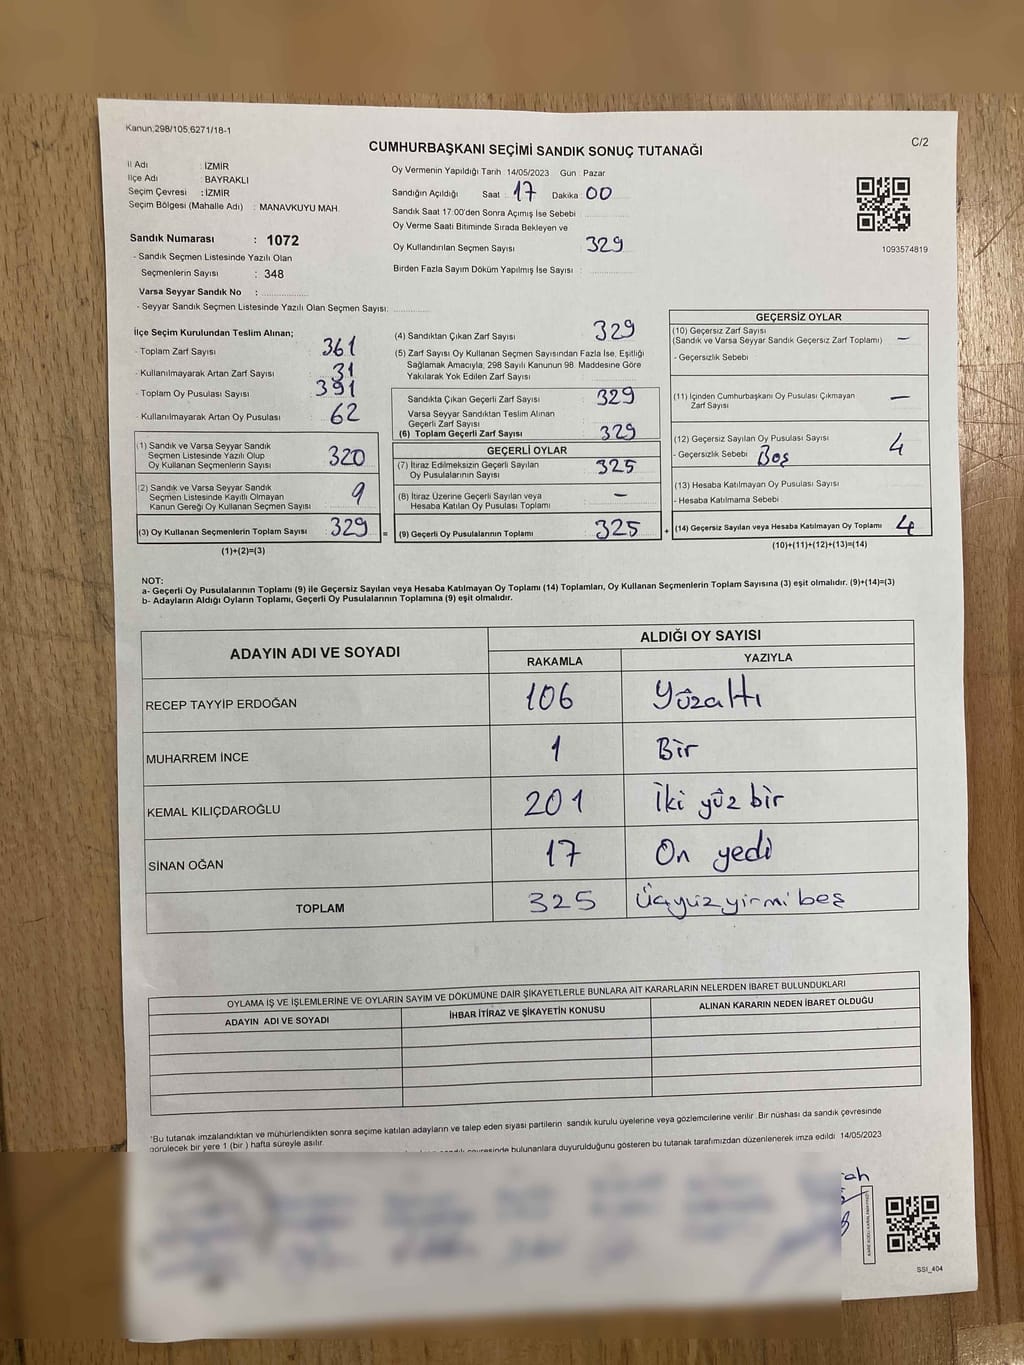 Kanun,298/105,6271/18-1
C/2
CUMHURBAŞKANI SEÇİMİ SANDIK SONUÇ TUTANAĞI
İl Adı : İZMİR
İlçe Adı : BAYRAKLI
Seçim Çevresi : İZMİR
Seçim Bölgesi (Mahalle Adı) : MANAVKUYU MAH.
Sandık Numarası : 1072
- Sandık Seçmen Listesinde Yazılı Olan
Seçmenlerin Sayısı : 348
Varsa Seyyar Sandık No :
- Seyyar Sandık Seçmen Listesinde Yazılı Olan Seçmen Sayısı:
Oy Vermenin Yapıldığı Tarih 14/05/2023 Gün : Pazar
Sandığın Açıldığı Saat 17 Dakika 00
Sandık Saat 17:00'den Sonra Açımış İse Sebebi
Oy Verme Saati Bitiminde Sırada Bekleyen ve
Oy Kullandırılan Seçmen Sayısı 329
Birden Fazla Sayım Döküm Yapılmış İse Sayısı :
1093574819
İlçe Seçim Kurulundan Teslim Alınan;
- Toplam Zarf Sayısı 361
- Kullanılmayarak Artan Zarf Sayısı 31
- Toplam Oy Pusulası Sayısı 391
- Kullanılmayarak Artan Oy Pusulası 62
(1) Sandık ve Varsa Seyyar Sandık
Seçmen Listesinde Yazılı Olup
Oy Kullanan Seçmenlerin Sayısı 320
(2) Sandık ve Varsa Seyyar Sandık
Seçmen Listesinde Kayıtlı Olmayan
Kanun Gereği Oy Kullanan Seçmen Sayısı 9
(3) Oy Kullanan Seçmenlerin Toplam Sayısı 329 =
(1)+(2)=(3)
(4) Sandıktan Çıkan Zarf Sayısı 329
(5) Zarf Sayısı Oy Kullanan Seçmen Sayısından Fazla İse, Eşitliği
Sağlamak Amacıyla; 298 Sayılı Kanunun 98. Maddesine Göre
Yakılarak Yok Edilen Zarf Sayısı
Sandıkta Çıkan Geçerli Zarf Sayısı 329
Varsa Seyyar Sandıktan Teslim Alınan
Geçerli Zarf Sayısı
(6) Toplam Geçerli Zarf Sayısı 329
GEÇERLİ OYLAR
(7) İtiraz Edilmeksizin Geçerli Sayılan
Oy Pusulalarının Sayısı 325
(8) İtiraz Üzerine Geçerli Sayılan veya
Hesaba Katılan Oy Pusulası Toplamı –
(9) Geçerli Oy Pusulalarının Toplamı 325 +
GEÇERSİZ OYLAR
(10) Geçersiz Zarf Sayısı
(Sandık ve Varsa Seyyar Sandık Geçersiz Zarf Toplamı) –
- Geçersizlik Sebebi
(11) İçinden Cumhurbaşkanı Oy Pusulası Çıkmayan
Zarf Sayısı –
(12) Geçersiz Sayılan Oy Pusulası Sayısı 4
- Geçersizlik Sebebi Boş
(13) Hesaba Katılmayan Oy Pusulası Sayısı
- Hesaba Katılmama Sebebi
(14) Geçersiz Sayılan veya Hesaba Katılmayan Oy Toplamı 4
(10)+(11)+(12)+(13)=(14)
NOT:
a- Geçerli Oy Pusulalarının Toplamı (9) ile Geçersiz Sayılan veya Hesaba Katılmayan Oy Toplamı (14) Toplamları, Oy Kullanan Seçmenlerin Toplam Sayısına (3) eşit olmalıdır. (9)+(14)=(3)
b- Adayların Aldığı Oyların Toplamı, Geçerli Oy Pusulalarının Toplamına (9) eşit olmalıdır.
ADAYIN ADI VE SOYADI
ALDIĞI OY SAYISI
RAKAMLA YAZIYLA
RECEP TAYYİP ERDOĞAN 106 Yüzaltı
MUHARREM İNCE 1 Bir
KEMAL KILIÇDAROĞLU 201 İki yüz bir
SİNAN OĞAN 17 On yedi
TOPLAM 325 Üçyüzyirmi beş
OYLAMA İŞ VE İŞLEMLERİNE VE OYLARIN SAYIM VE DÖKÜMÜNE DAİR ŞİKAYETLERLE BUNLARA AİT KARARLARIN NELERDEN İBARET BULUNDUKLARI
ADAYIN ADI VE SOYADI İHBAR İTİRAZ VE ŞİKAYETİN KONUSU ALINAN KARARIN NEDEN İBARET OLDUĞU
*Bu tutanak imzalandıktan ve mühürlendikten sonra seçime katılan adayların ve talep eden siyasi partilerin sandık kurulu üyelerine veya gözlemcilerine verilir. Bir nüshası da sandık çevresinde
görülecek bir yere 1 (bir ) hafta süreyle asılır.
çevresinde bulunanlara duyurulduğunu gösteren bu tutanak tarafımızdan düzenlenerek imza edildi 14/05/2023
SSI_404